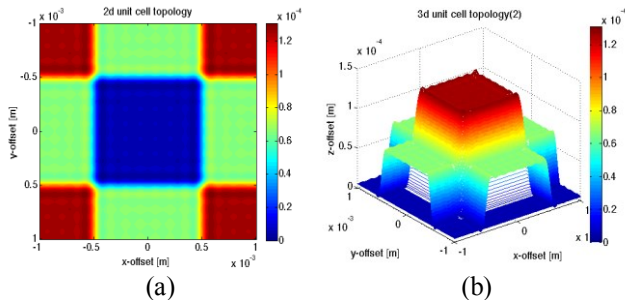 2d unit cell topology
x 10⁻³
x 10⁻⁴
-1
-0.5
0
0.5
1
y-offset [m]
-1
-0.5
0
0.5
1
x 10⁻³
x-offset [m]
1.2
1
0.8
0.6
0.4
0.2
0
(a)
3d unit cell topology(2)
x 10⁻⁴
x 10⁻⁴
1.5
1
0.5
0
z-offset [m]
1
0
-1
x 10⁻³
y-offset [m]
-1
0
1
x 1
x-offset [m]
1.2
1
0.8
0.6
0.4
0.2
0
(b)